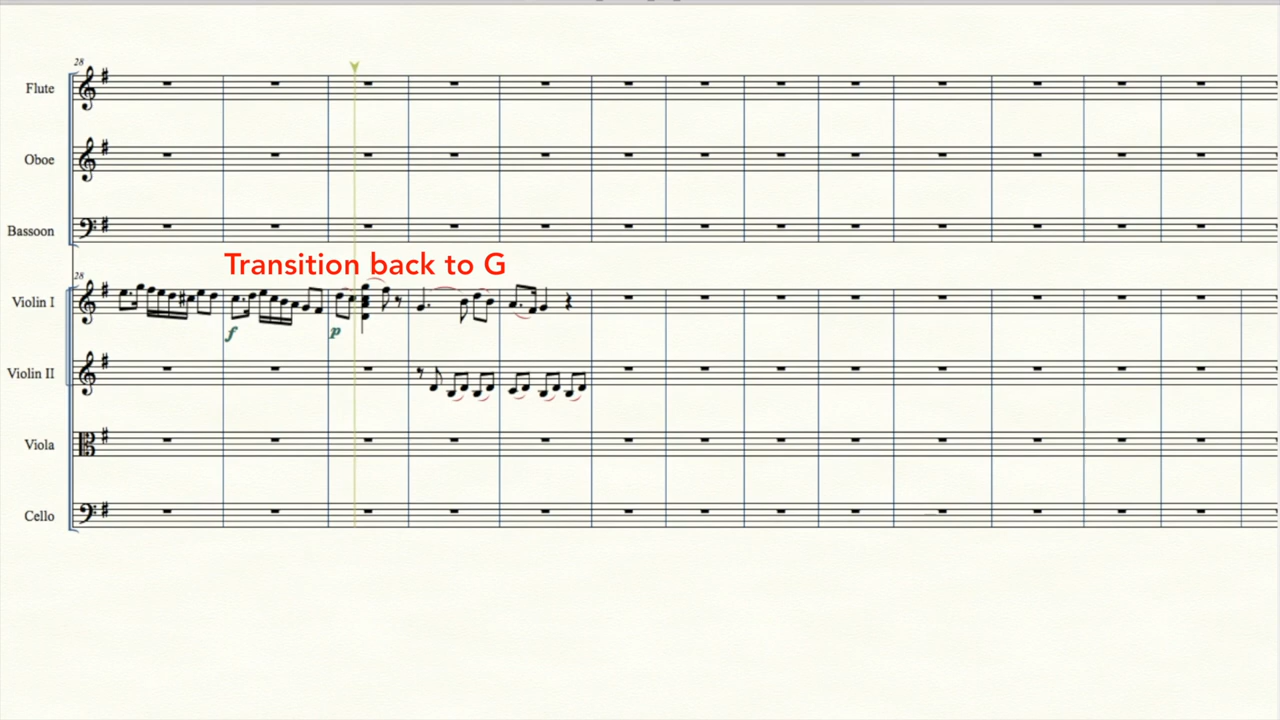 28
Flute
Oboe
Bassoon
Transition back to G
28
Violin I
f p
Violin II
Viola
Cello